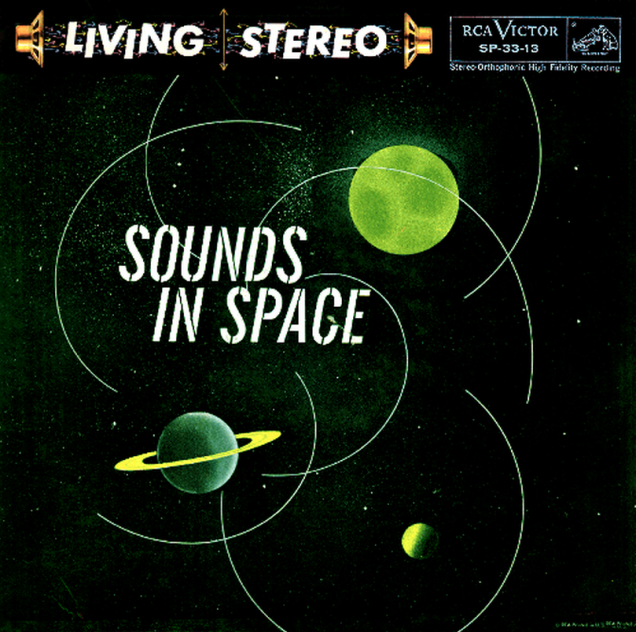 LIVING STEREO
RCA VICTOR
SP-33-13
Stereo-Orthophonic High Fidelity Recording
SOUNDS
IN SPACE